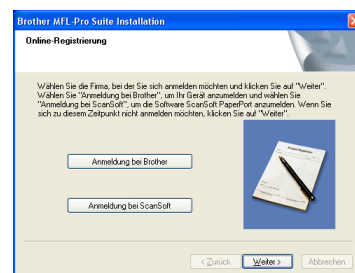 Brother MFL-Pro Suite Installation
Online-Registrierung
Wählen Sie die Firma, bei der Sie sich anmelden möchten und klicken Sie auf "Weiter".
Wählen Sie "Anmeldung bei Brother", um Ihr Gerät anzumelden und wählen Sie
"Anmeldung bei ScanSoft", um die Software ScanSoft PaperPort anzumelden. Wenn Sie
sich zu diesem Zeitpunkt nicht anmelden möchten, klicken Sie auf "Weiter".
Anmeldung bei Brother
Anmeldung bei ScanSoft
< Zurück
Weiter >
Abbrechen